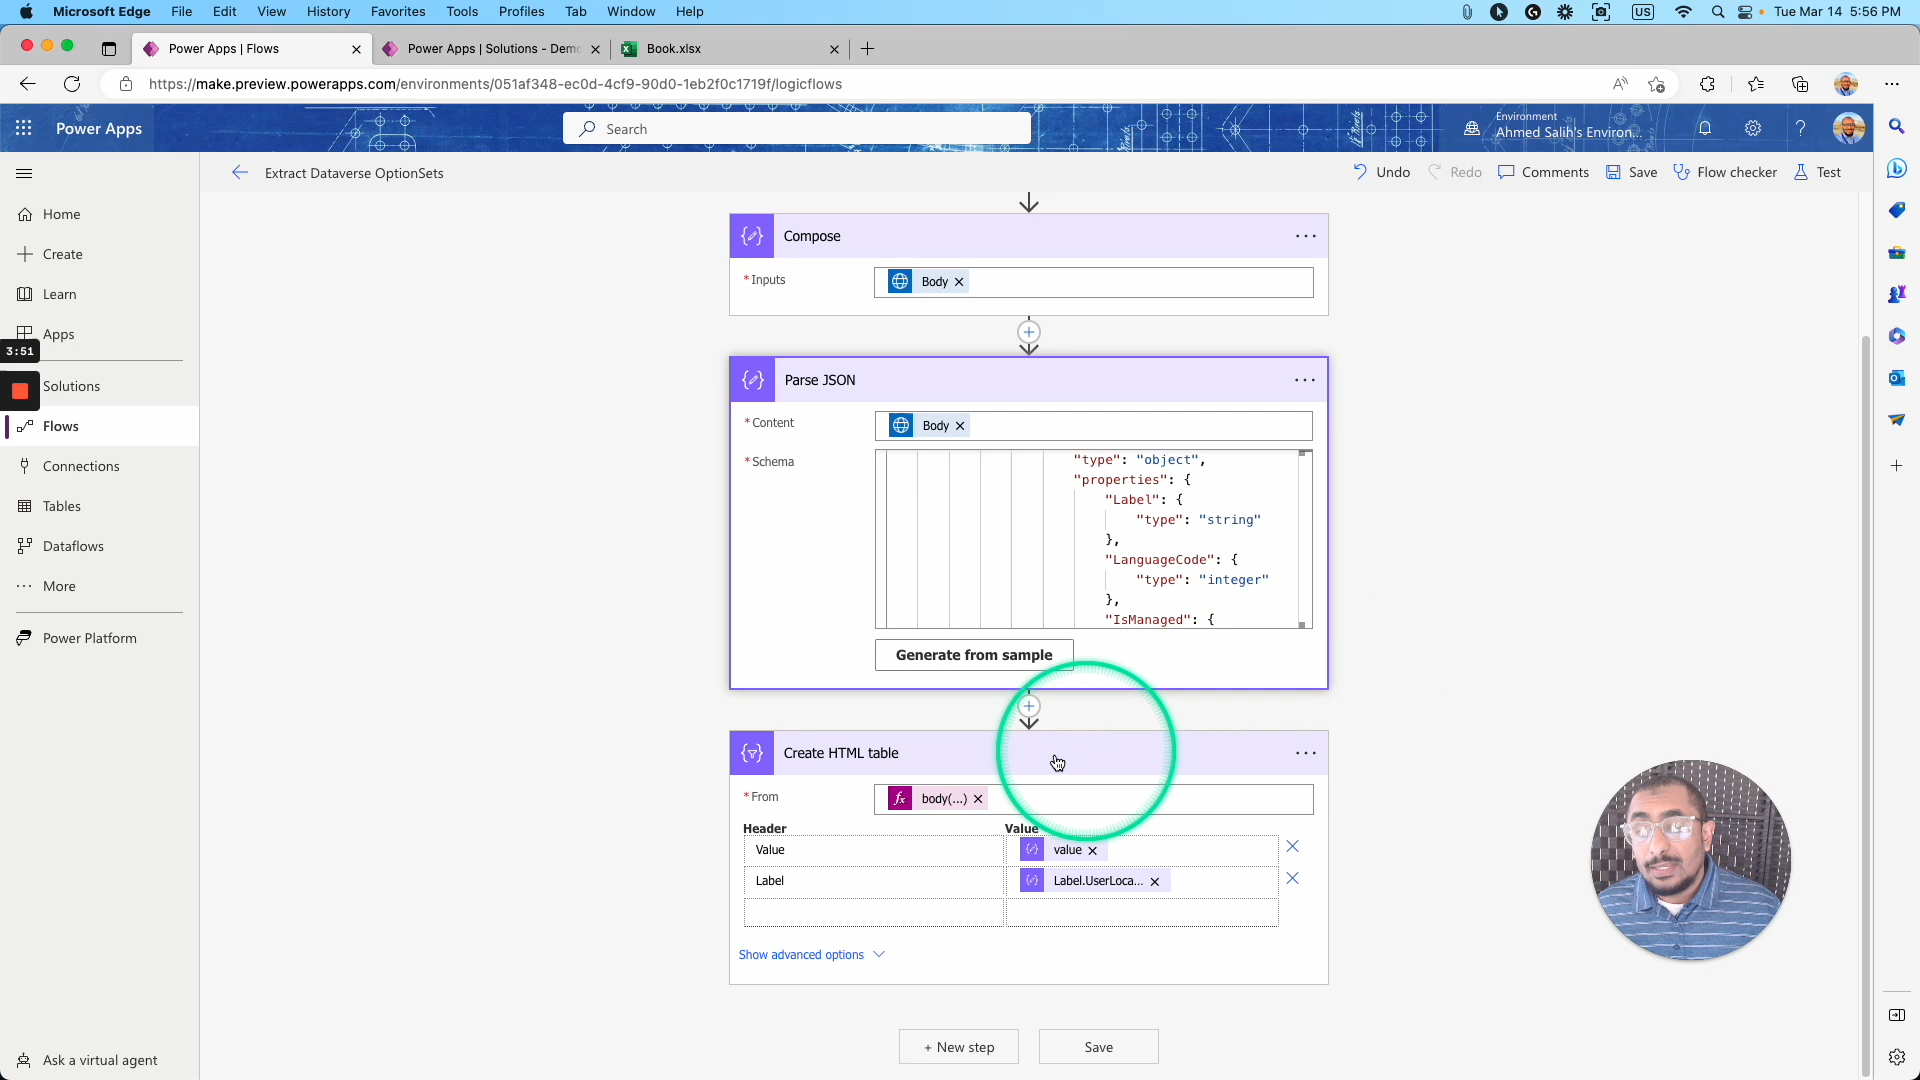 Microsoft Edge File Edit View History Favorites Tools Profiles Tab Window Help US Tue Mar 14 5:56 PM
Power Apps | Flows Power Apps | Solutions - Demo Book.xlsx
https://make.preview.powerapps.com/environments/051af348-ec0d-4cf9-90d0-1eb2f0c1719f/logicflows
Power Apps Search Environment
Ahmed Salih's Environ...
Extract Dataverse OptionSets Undo Redo Comments Save Flow checker Test
Home
Create
Learn
Apps
3:51
Solutions
Flows
Connections
Tables
Dataflows
More
Power Platform
Ask a virtual agent
Compose
*Inputs Body
Parse JSON
*Content Body
*Schema
"type": "object",
"properties": {
"Label": {
"type": "string"
},
"LanguageCode": {
"type": "integer"
},
"IsManaged": {
Generate from sample
Create HTML table
*From fx body(...)
Header Value
Value value
Label Label.UserLoca...
Show advanced options
+ New step Save